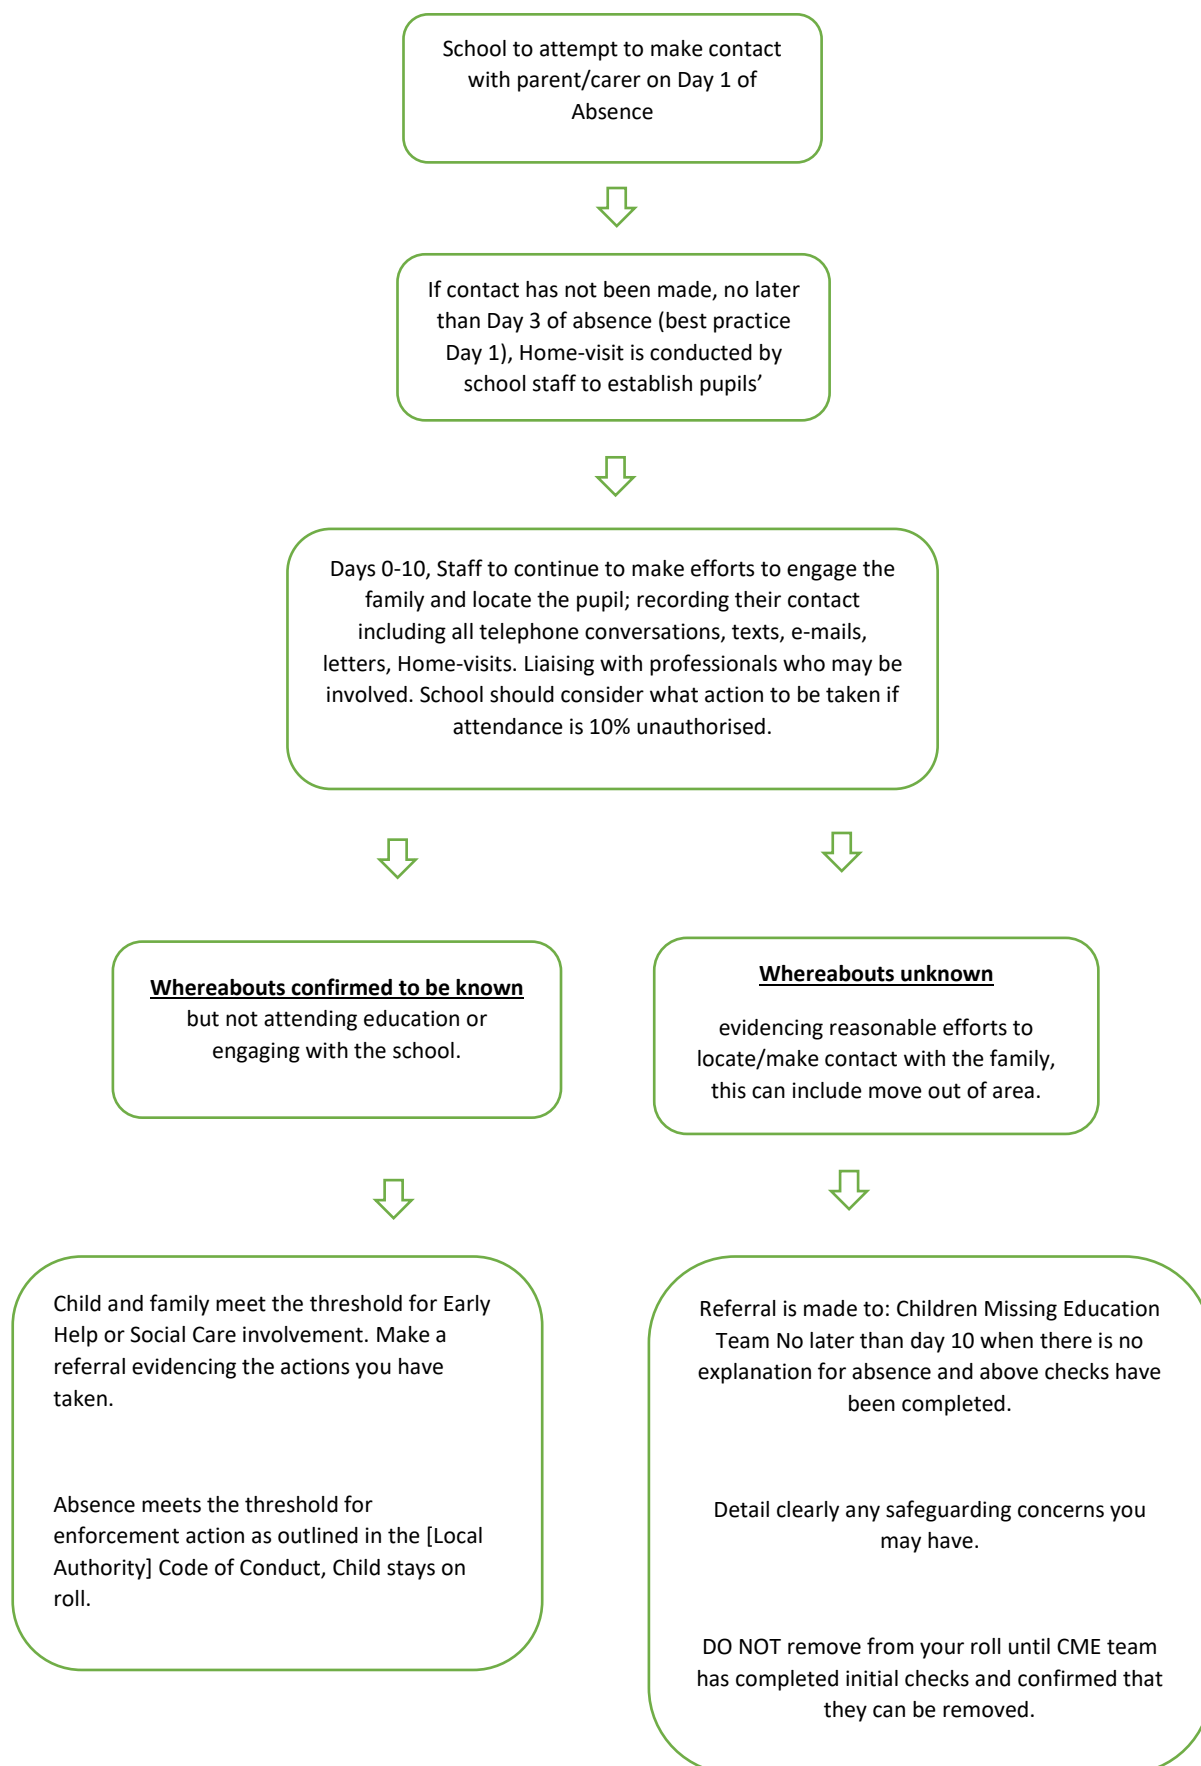 School to attempt to make contact
with parent/carer on Day 1 of
Absence
If contact has not been made, no later
than Day 3 of absence (best practice
Day 1), Home-visit is conducted by
school staff to establish pupils’
Days 0-10, Staff to continue to make efforts to engage the
family and locate the pupil; recording their contact
including all telephone conversations, texts, e-mails,
letters, Home-visits. Liaising with professionals who may be
involved. School should consider what action to be taken if
attendance is 10% unauthorised.
Whereabouts confirmed to be known
but not attending education or
engaging with the school.
Whereabouts unknown
evidencing reasonable efforts to
locate/make contact with the family,
this can include move out of area.
Child and family meet the threshold for Early
Help or Social Care involvement. Make a
referral evidencing the actions you have
taken.
Absence meets the threshold for
enforcement action as outlined in the [Local
Authority] Code of Conduct, Child stays on
roll.
Referral is made to: Children Missing Education
Team No later than day 10 when there is no
explanation for absence and above checks have
been completed.
Detail clearly any safeguarding concerns you
may have.
DO NOT remove from your roll until CME team
has completed initial checks and confirmed that
they can be removed.